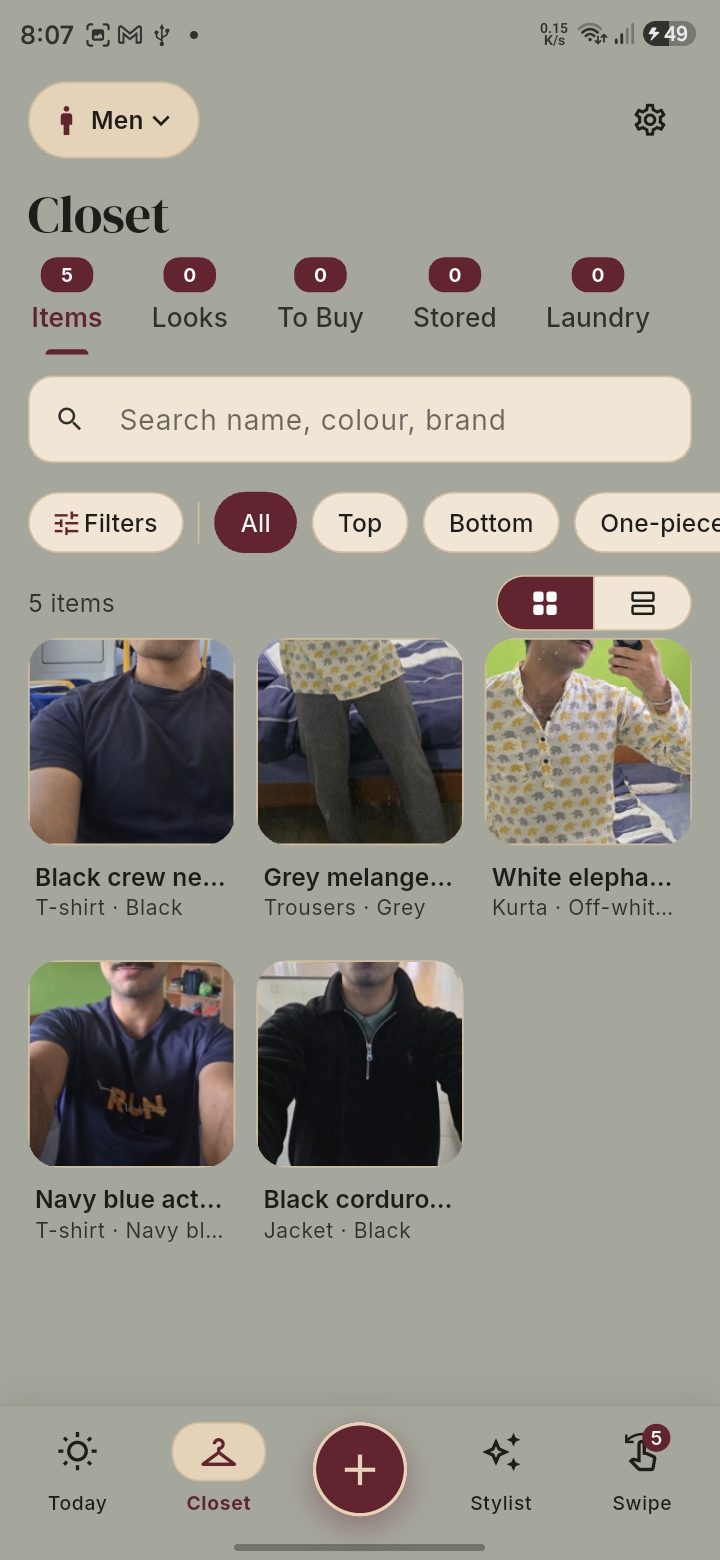 8:07
0.15
K/s
49
Men
Closet
5 0 0 0 0
Items Looks To Buy Stored Laundry
Search name, colour, brand
Filters All Top Bottom One-piece
5 items
Black crew ne... Grey melange... White elepha...
T-shirt · Black Trousers · Grey Kurta · Off-whit...
RUN
Navy blue act... Black corduro...
T-shirt · Navy bl... Jacket · Black
5
Today Closet Stylist Swipe